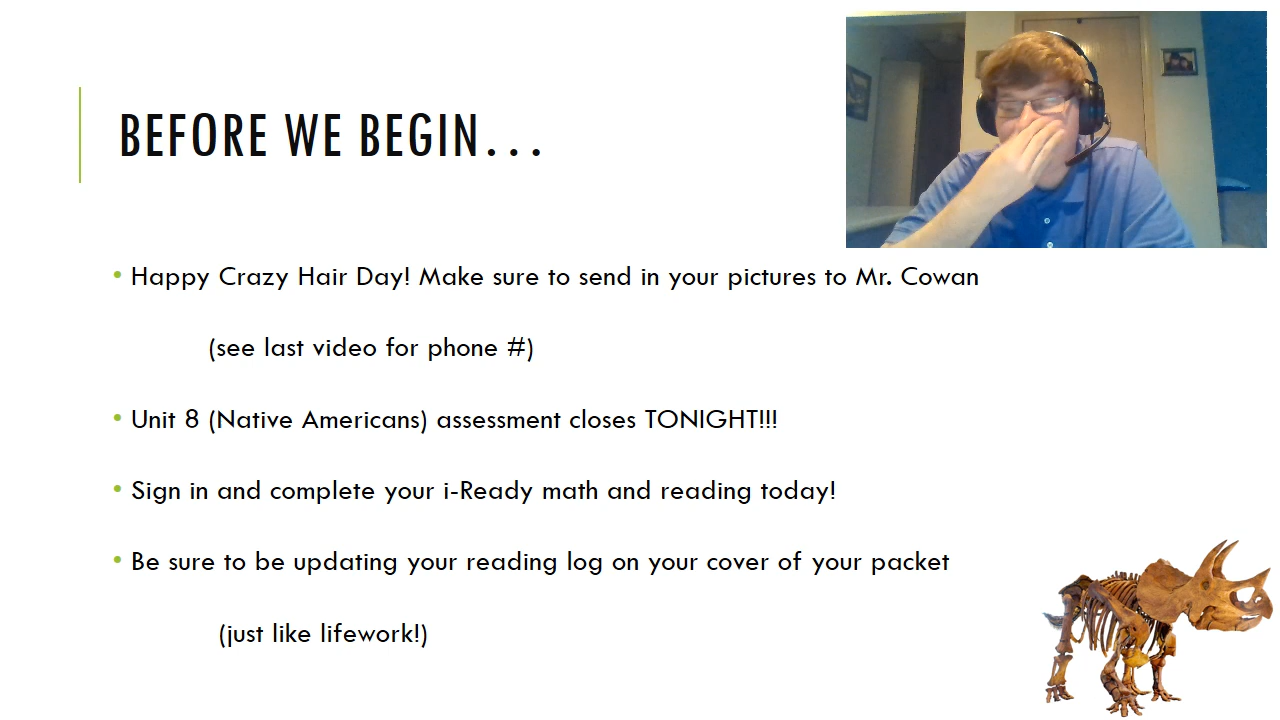 BEFORE WE BEGIN...
• Happy Crazy Hair Day! Make sure to send in your pictures to Mr. Cowan
(see last video for phone #)
• Unit 8 (Native Americans) assessment closes TONIGHT!!!
• Sign in and complete your i-Ready math and reading today!
• Be sure to be updating your reading log on your cover of your packet
(just like lifework!)